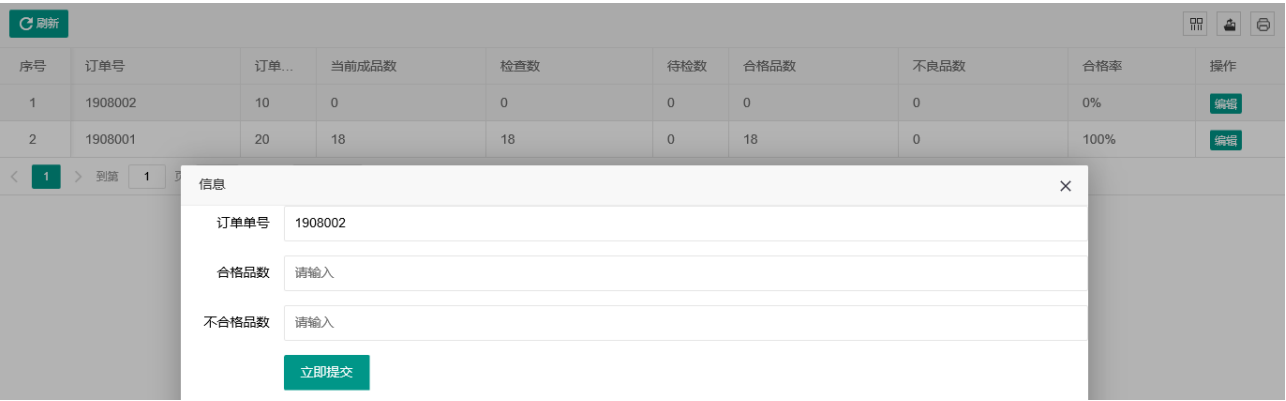 刷新
序号 订单号 订单... 当前成品数 检查数 待检数 合格品数 不良品数 合格率 操作
1 1908002 10 0 0 0 0 0 0% 编辑
2 1908001 20 18 18 0 18 0 100% 编辑
< 1 > 到第 1
信息
订单单号 1908002
合格品数 请输入
不合格品数 请输入
立即提交